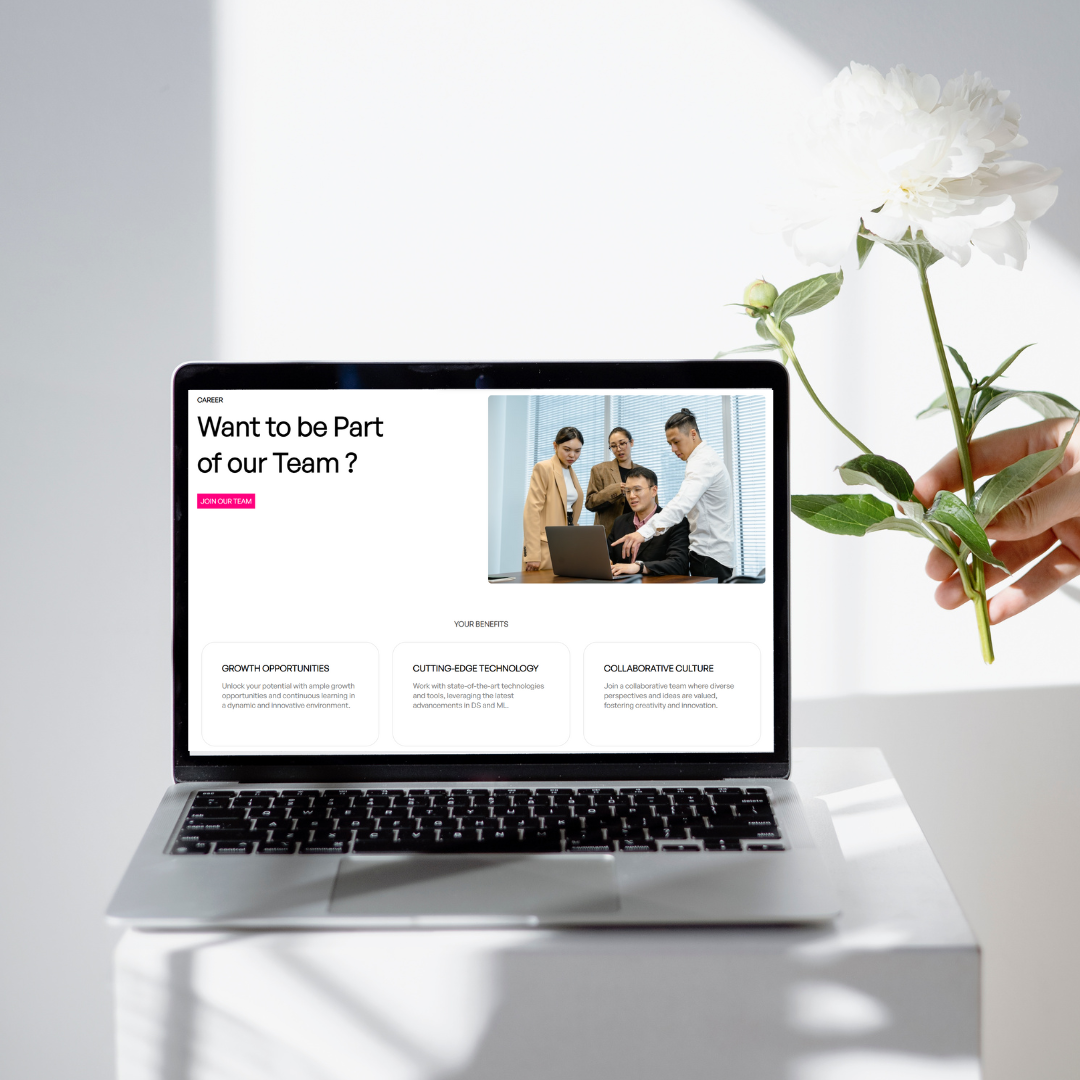 CAREER
Want to be Part
of our Team ?
JOIN OUR TEAM
YOUR BENEFITS
GROWTH OPPORTUNITIES
Unlock your potential with ample growth
opportunities and continuous learning in
a dynamic and innovative environment.
CUTTING-EDGE TECHNOLOGY
Work with state-of-the-art technologies
and tools, leveraging the latest
advancements in DS and ML.
COLLABORATIVE CULTURE
Join a collaborative team where diverse
perspectives and ideas are valued,
fostering creativity and innovation.